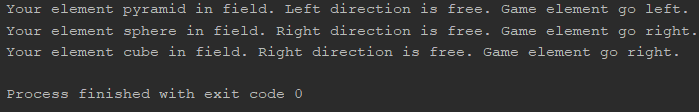 Your element pyramid in field. Left direction is free. Game element go left.
Your element sphere in field. Right direction is free. Game element go right.
Your element cube in field. Right direction is free. Game element go right.
Process finished with exit code 0